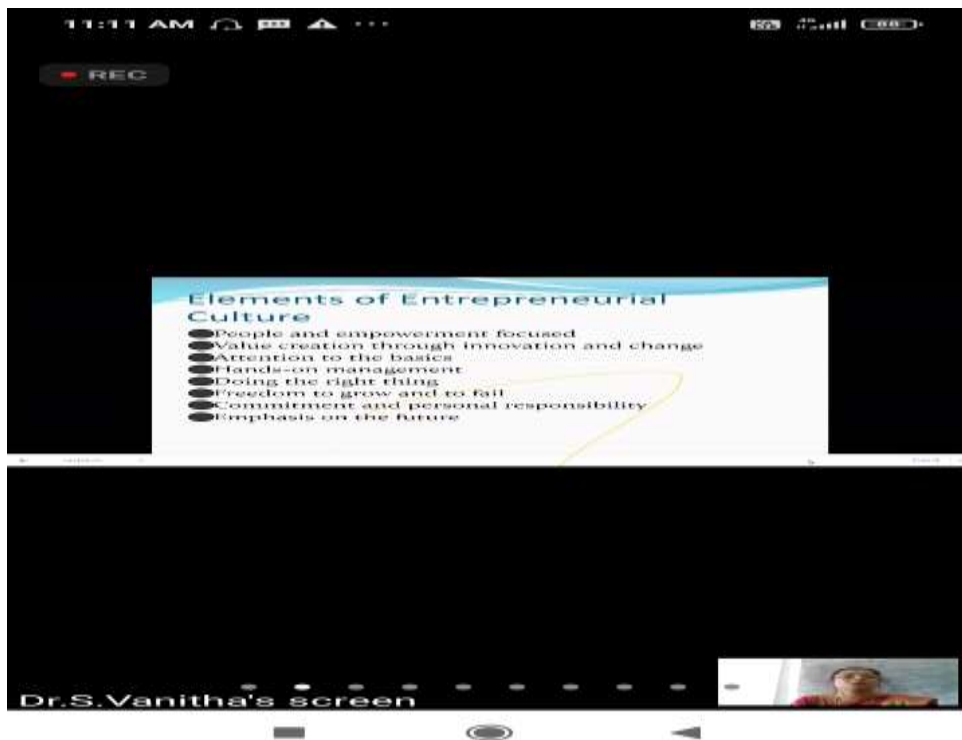 11:11 AM
REC
Elements of Entrepreneurial
Culture
People and empowerment focused
Value creation through innovation and change
Attention to the basics
Hands-on management
Doing the right thing
Freedom to grow and to fail
Commitment and personal responsibility
Emphasis on the future
Dr.S.Vanitha's screen